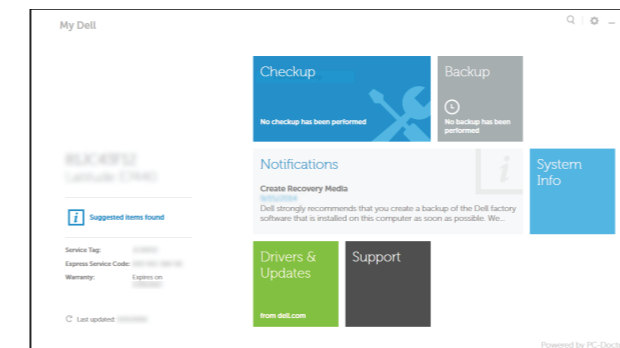 My Dell
Checkup
No checkup has been performed
Backup
No backup has been
performed
Notifications
Create Recovery Media
Dell strongly recommends that you create a backup of the Dell factory
software that is installed on this computer as soon as possible. We...
System
Info
Suggested items found
Service Tag:
Express Service Code:
Warranty: Expires on
Last updated:
Drivers &
Updates
from dell.com
Support
Powered by